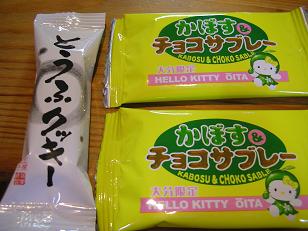 とうふクッキー
かぼす&
チョコサブレー
KABOSU & CHOKO SABLE
大分限定
HELLO KITTY ŌITA
かぼす&
チョコサブレー
KABOSU & CHOKO SABLE
大分限定
HELLO KITTY ŌITA